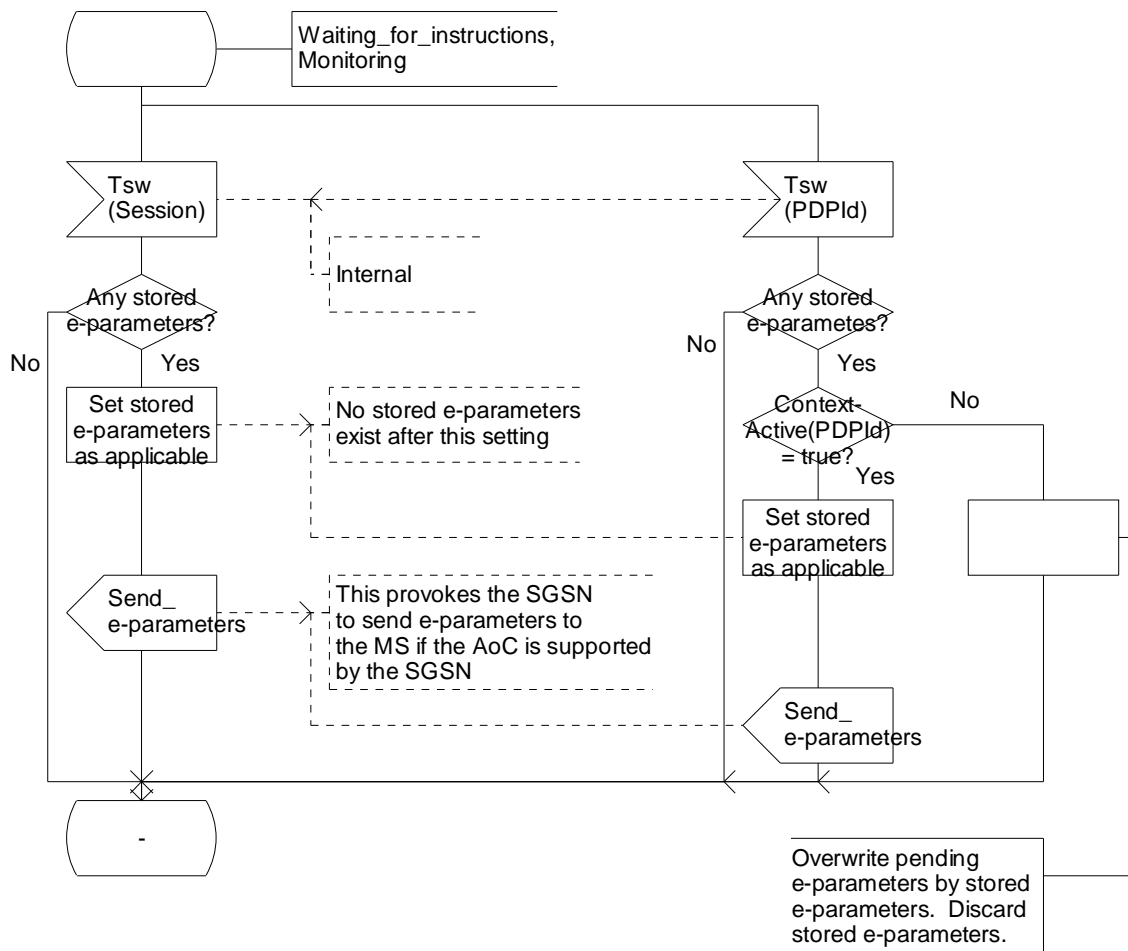 Waiting_for_instructions,
Monitoring
Tsw
(Session)
Tsw
(PDPId)
Internal
Any stored
e-parameters?
Any stored
e-parametes?
No
Yes
No
Yes
Set stored
e-parameters
as applicable
No stored e-parameters
exist after this setting
Context-
Active(PDPId)
= true?
No
Yes
Set stored
e-parameters
as applicable
Send_
e-parameters
This provokes the SGSN
to send e-parameters to
the MS if the AoC is supported
by the SGSN
Send_
e-parameters
-
Overwrite pending
e-parameters by stored
e-parameters.  Discard
stored e-parameters.